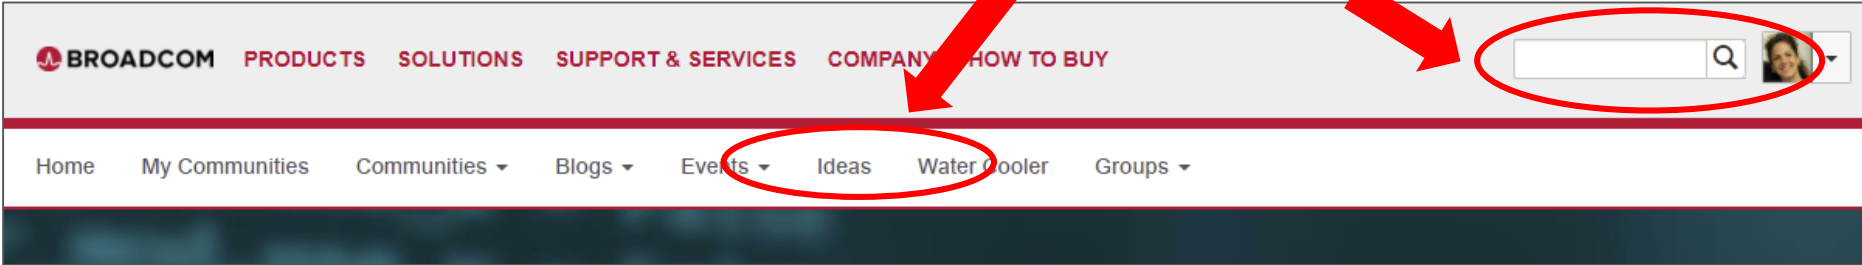 BROADCOM PRODUCTS SOLUTIONS SUPPORT & SERVICES COMPANY HOW TO BUY
Home My Communities Communities Blogs Events Ideas Water Cooler Groups